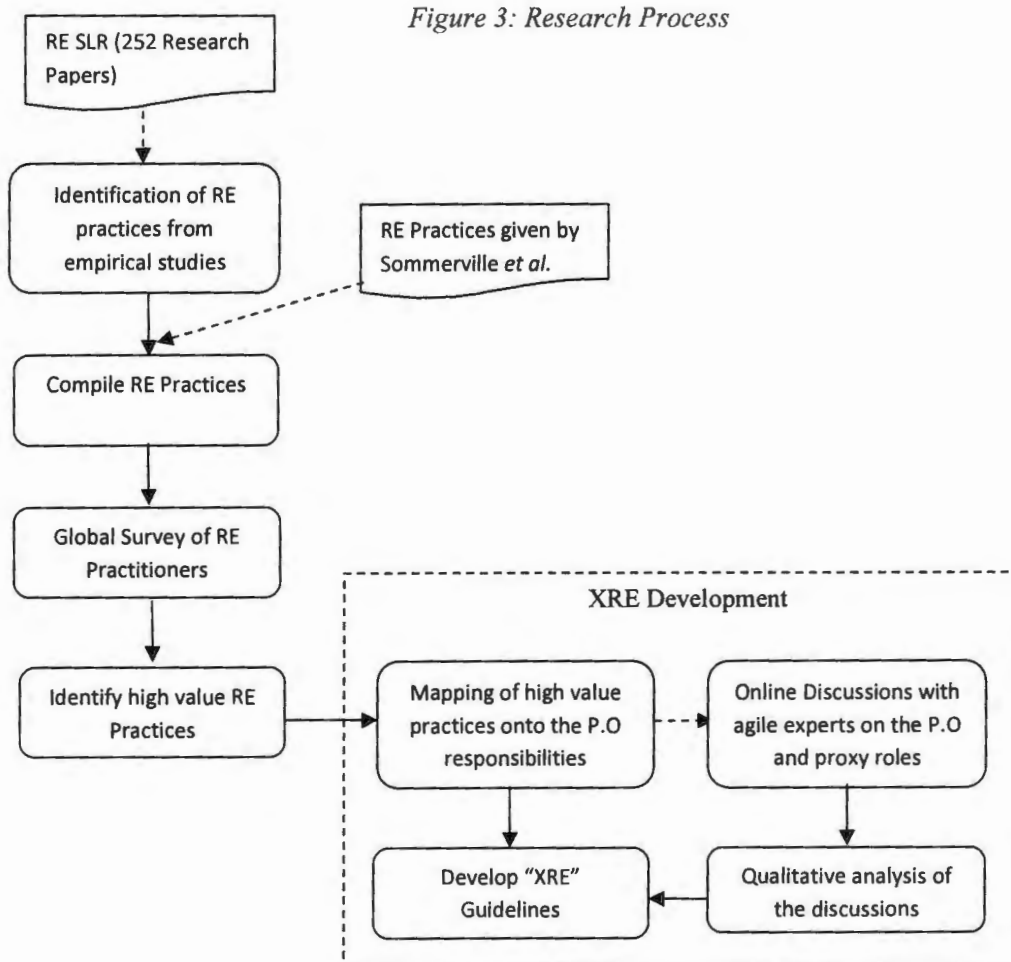 Figure 3: Research Process
RE SLR (252 Research
Papers)
Identification of RE
practices from
empirical studies
RE Practices given by
Sommerville et al.
Compile RE Practices
Global Survey of RE
Practitioners
Identify high value RE
Practices
XRE Development
Mapping of high value
practices onto the P.O
responsibilities
Online Discussions with
agile experts on the P.O
and proxy roles
Develop “XRE”
Guidelines
Qualitative analysis of
the discussions